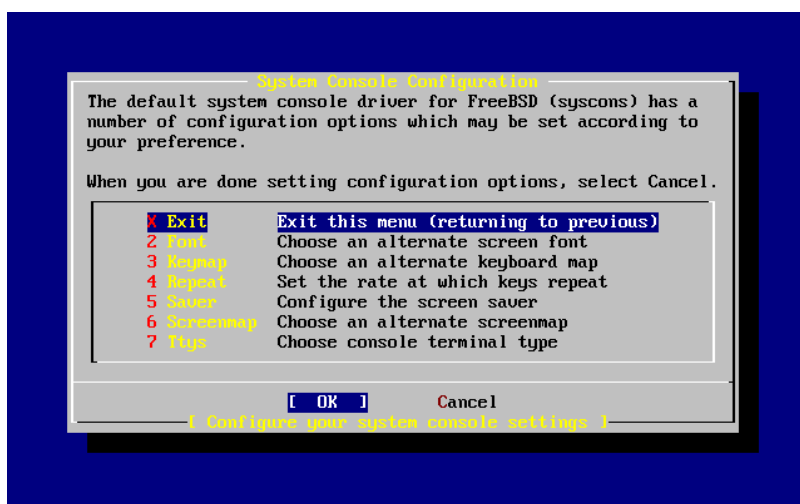 System Console Configuration
The default system console driver for FreeBSD (syscons) has a
number of configuration options which may be set according to
your preference.
When you are done setting configuration options, select Cancel.
X Exit Exit this menu (returning to previous)
2 Font Choose an alternate screen font
3 Keymap Choose an alternate keyboard map
4 Repeat Set the rate at which keys repeat
5 Saver Configure the screen saver
6 Screenmap Choose an alternate screenmap
7 Ttys Choose console terminal type
[ OK ] Cancel
[ Configure your system console settings ]